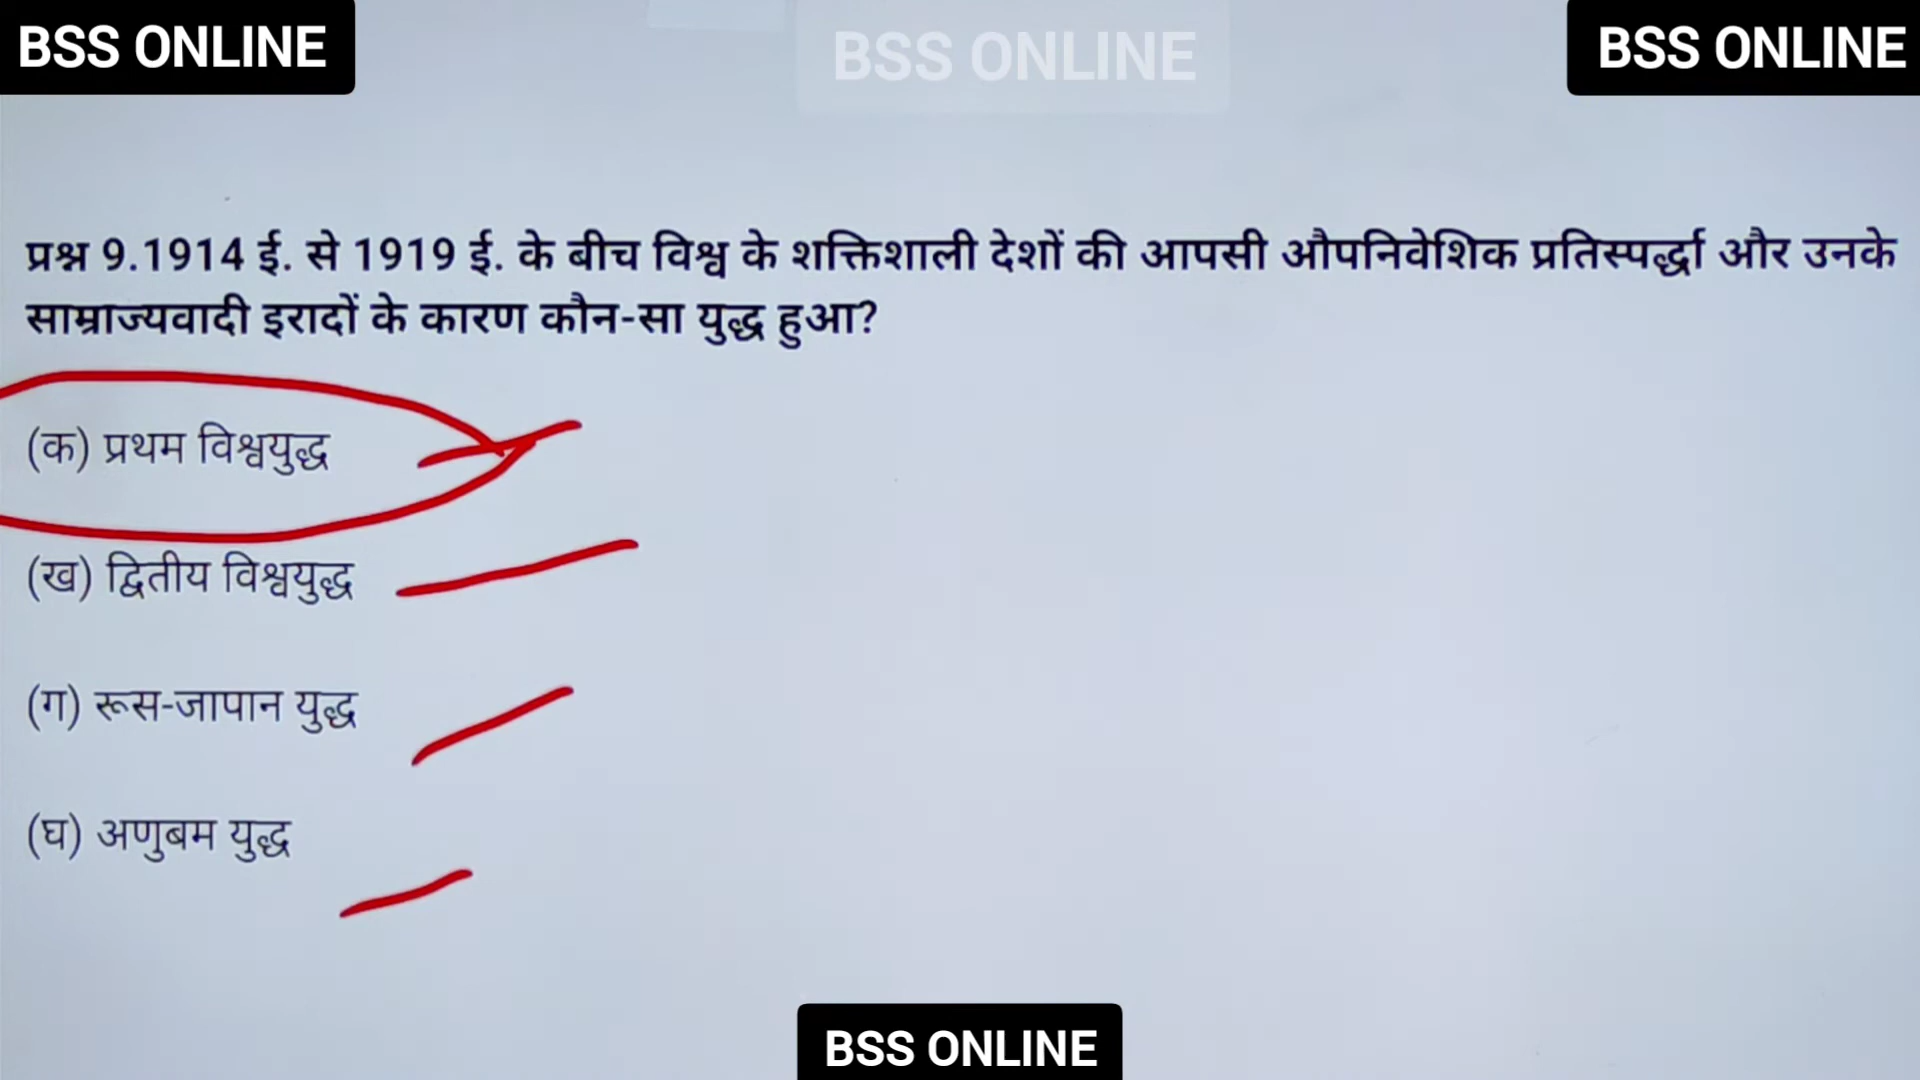 BSS ONLINE
BSS ONLINE
BSS ONLINE
प्रश्न 9.1914 ई. से 1919 ई. के बीच विश्व के शक्तिशाली देशों की आपसी औपनिवेशिक प्रतिस्पर्द्धा और उनके
साम्राज्यवादी इरादों के कारण कौन-सा युद्ध हुआ?
(क) प्रथम विश्वयुद्ध
(ख) द्वितीय विश्वयुद्ध
(ग) रूस-जापान युद्ध
(घ) अणुबम युद्ध
BSS ONLINE